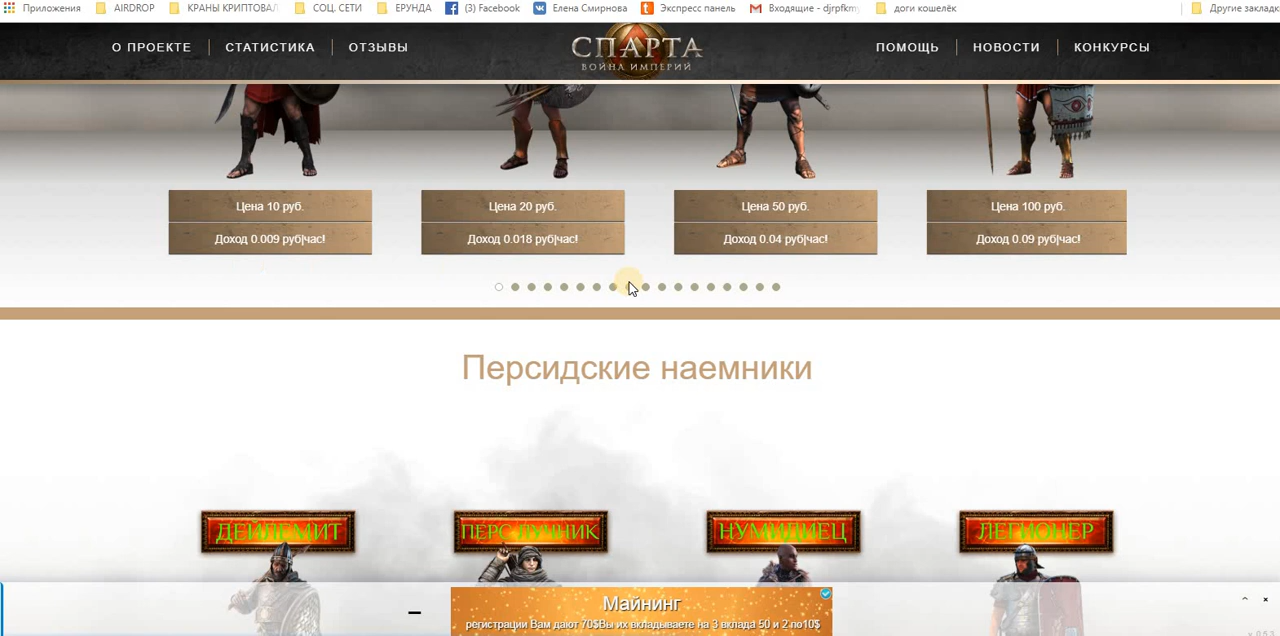 Приложения AIRDROP КРАНЫ КРИПТОВАЛ СОЦ. СЕТИ ЕРУНДА (3) Facebook Елена Смирнова Экспресс панель Входящие - djrpfkmy доги кошелёк Другие закладк
О ПРОЕКТЕ СТАТИСТИКА ОТЗЫВЫ СПАРТА ПОМОЩЬ НОВОСТИ КОНКУРСЫ
ВОЙНА ИМПЕРИЙ
Цена 10 руб. Цена 20 руб. Цена 50 руб. Цена 100 руб.
Доход 0.009 руб|час! Доход 0.018 руб|час! Доход 0.04 руб|час! Доход 0.09 руб|час!
Персидские наемники
ДЕЙЛЕМИТ ПЕРС ЛУЧНИК НУМИДИЕЦ ЛЕГИОНЕР
Майнинг
регистрации Вам дают 70$Вы их вкладываете на 3 вклада 50 и 2 по10$